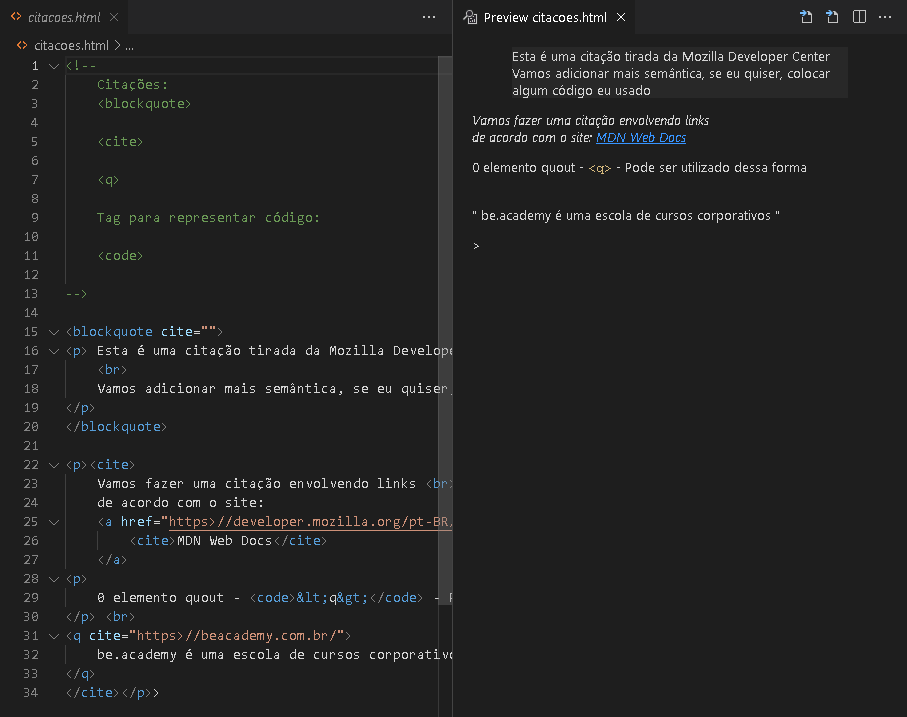 citacoes.html
citacoes.html > ...
1 <!--
2 Citações:
3 <blockquote>
4
5 <cite>
6
7 <q>
8
9 Tag para representar código:
10
11 <code>
12
13 -->
14
15 <blockquote cite="">
16 <p> Esta é uma citação tirada da Mozilla Develope
17 <br>
18 Vamos adicionar mais semântica, se eu quiser,
19 </p>
20 </blockquote>
21
22 <p><cite>
23 Vamos fazer uma citação envolvendo links <br>
24 de acordo com o site:
25 <a href="https>//developer.mozilla.org/pt-BR/
26 <cite>MDN Web Docs</cite>
27 </a>
28 <p>
29 O elemento quout - <code>&lt;q&gt;</code> - P
30 </p> <br>
31 <q cite="https>//beacademy.com.br/">
32 be.academy é uma escola de cursos corporativo
33 </q>
34 </cite></p>>
Preview citacoes.html
Esta é uma citação tirada da Mozilla Developer Center
Vamos adicionar mais semântica, se eu quiser, colocar
algum código eu usado
Vamos fazer uma citação envolvendo links
de acordo com o site: MDN Web Docs
O elemento quout - <q> - Pode ser utilizado dessa forma
" be.academy é uma escola de cursos corporativos "
>